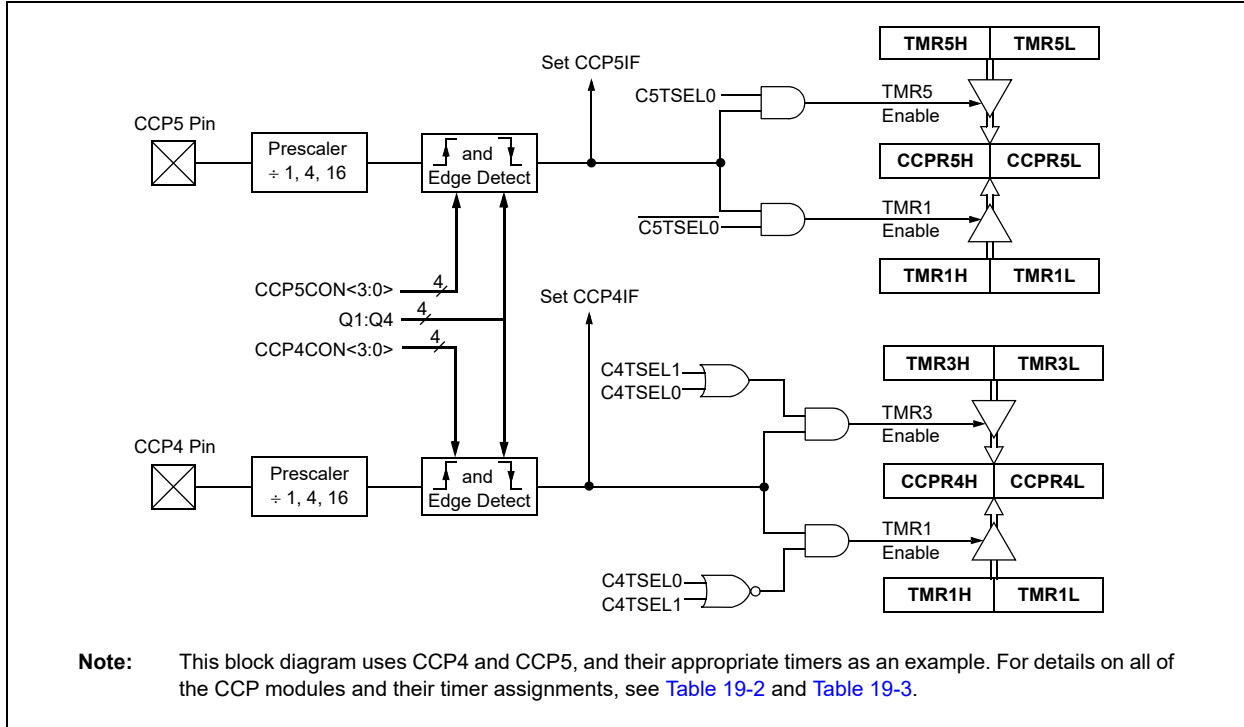 TMR5H TMR5L
Set CCP5IF
C5TSEL0
TMR5
Enable
CCP5 Pin
Prescaler
÷ 1, 4, 16
and
Edge Detect
CCPR5H CCPR5L
TMR1
Enable
C5TSEL0
TMR1H TMR1L
CCP5CON<3:0> 4
Q1:Q4 4
CCP4CON<3:0> 4
Set CCP4IF
TMR3H TMR3L
C4TSEL1
C4TSEL0
TMR3
Enable
CCP4 Pin
Prescaler
÷ 1, 4, 16
and
Edge Detect
CCPR4H CCPR4L
TMR1
Enable
C4TSEL0
C4TSEL1
TMR1H TMR1L
Note: This block diagram uses CCP4 and CCP5, and their appropriate timers as an example. For details on all of
the CCP modules and their timer assignments, see Table 19-2 and Table 19-3.